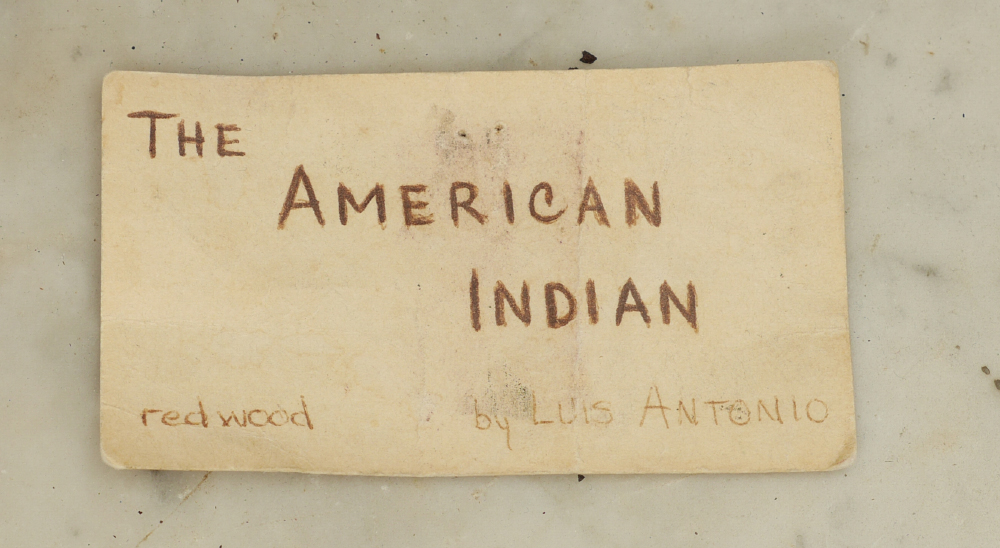 THE
AMERICAN
INDIAN
redwood by LUIS ANTONIO